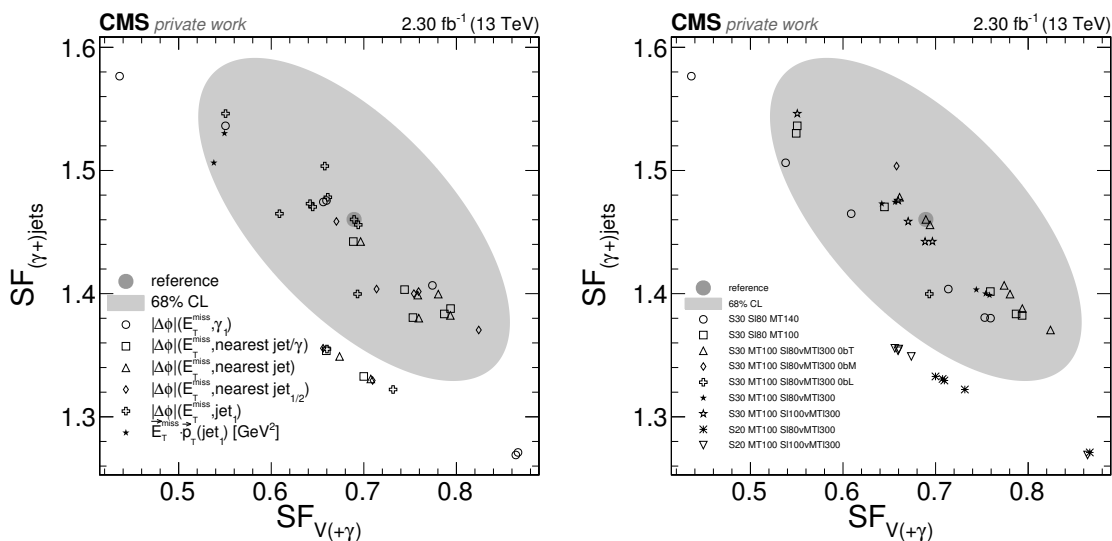 CMS private work 2.30 fb⁻¹ (13 TeV)
SF(γ+)jets
1.6
1.5
1.4
1.3
reference
68% CL
|Δϕ|(E_T^miss,γ₁)
|Δϕ|(E_T^miss,nearest jet/γ)
|Δϕ|(E_T^miss,nearest jet)
|Δϕ|(E_T^miss,nearest jet_1/2)
|Δϕ|(E_T^miss,jet₁)
E_T^miss·p_T(jet₁) [GeV²]
0.5 0.6 0.7 0.8
SF_V(+γ)
CMS private work 2.30 fb⁻¹ (13 TeV)
SF(γ+)jets
1.6
1.5
1.4
1.3
reference
68% CL
S30 SI80 MT140
S30 SI80 MT100
S30 MT100 SI80vMTI300 0bT
S30 MT100 SI80vMTI300 0bM
S30 MT100 SI80vMTI300 0bL
S30 MT100 SI80vMTI300
S30 MT100 SI100vMTI300
S20 MT100 SI80vMTI300
S20 MT100 SI100vMTI300
0.5 0.6 0.7 0.8
SF_V(+γ)